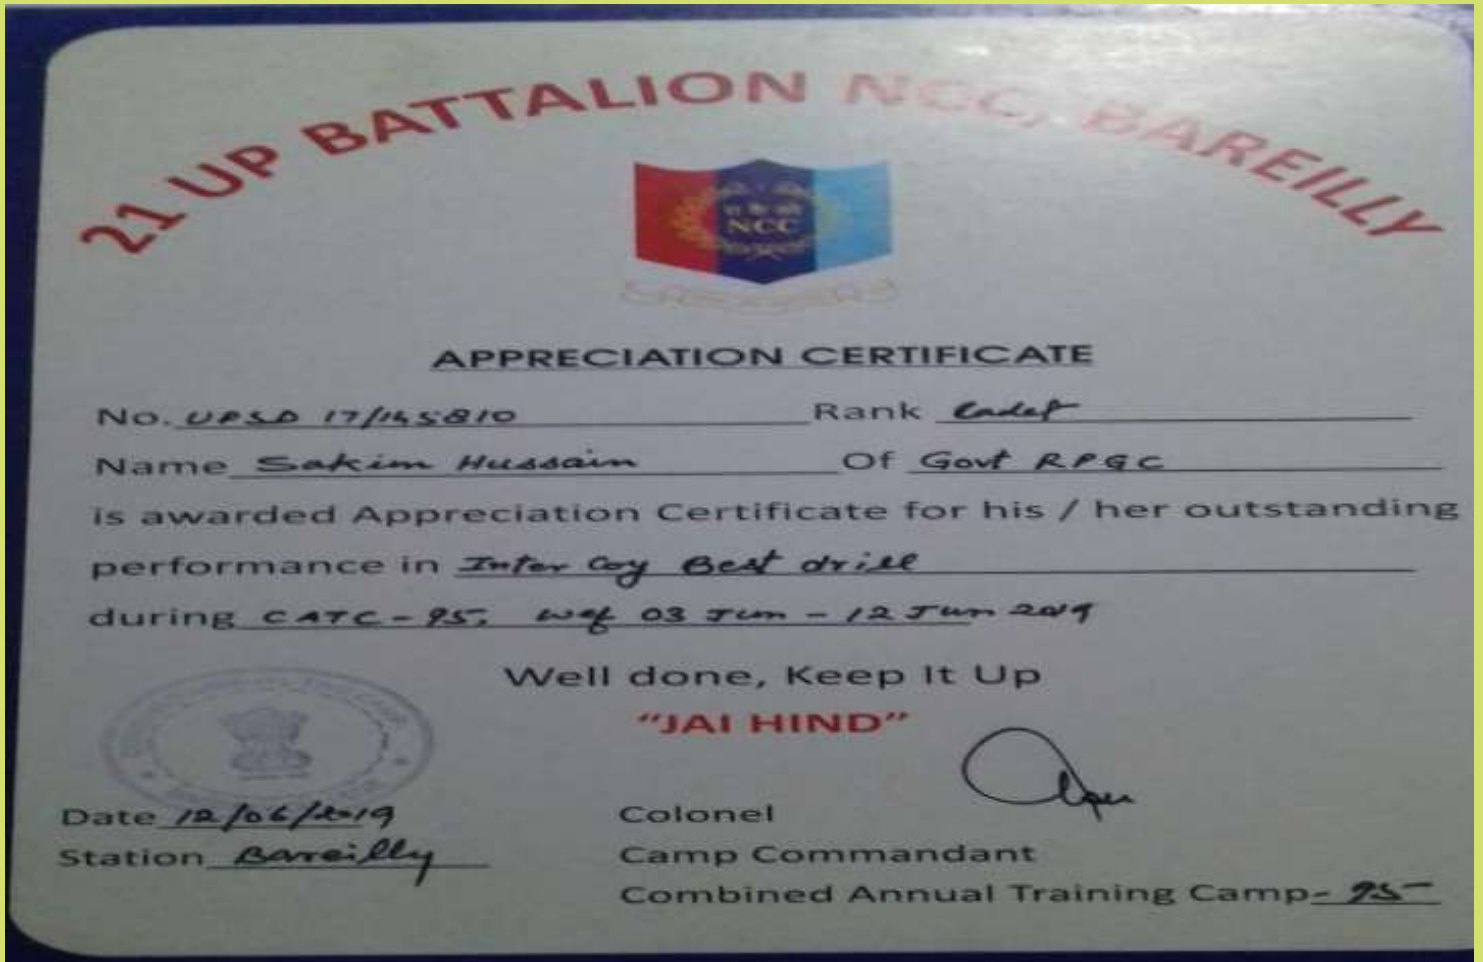 21 UP BATTALION NCC, BAREILLY
NCC
APPRECIATION CERTIFICATE
No. UPSD 17/145810 Rank Cadet
Name Sakim Hussain Of Govt RPGC
is awarded Appreciation Certificate for his / her outstanding
performance in Inter Coy Best drill
during CATC - 95, wef 03 Jun - 12 Jun 2019
Well done, Keep It Up
"JAI HIND"
Date 12/06/2019 Colonel
Station Bareilly Camp Commandant
Combined Annual Training Camp- 95